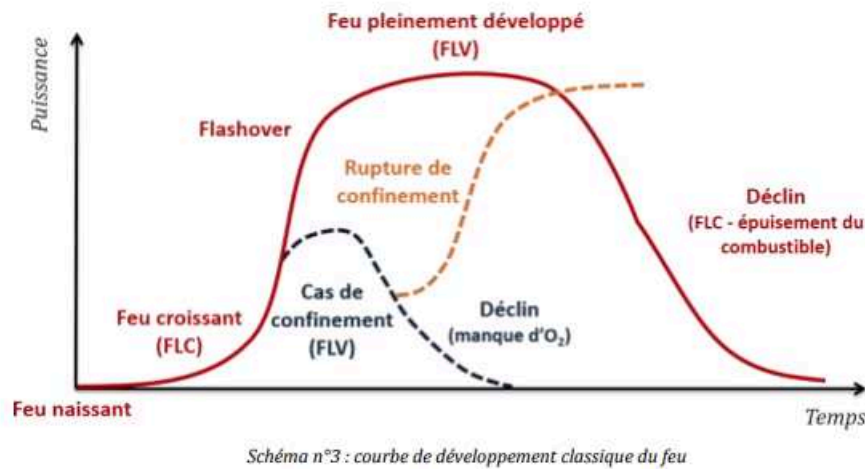 Feu pleinement développé
(FLV)
Puissance
Flashover
Rupture de
confinement
Déclin
(FLC - épuisement du
combustible)
Cas de
confinement
(FLV)
Déclin
(manque d'O₂)
Feu croissant
(FLC)
Feu naissant
Temps
Schéma n°3 : courbe de développement classique du feu